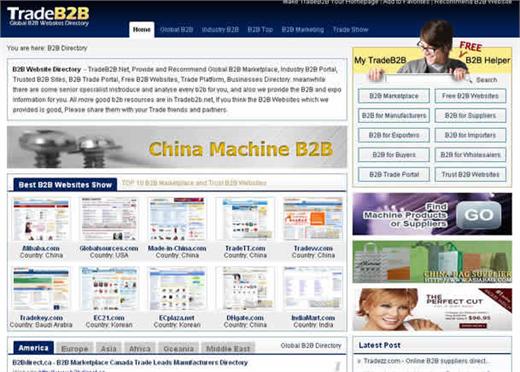 Make TradeB2B Your Homepage | Add to Favorites | Recommend B2B Website
TradeB2B
Global B2B Websites Directory
Home Global B2B Industry B2B B2B Top B2B Marketing Trade Show
You are here: B2B Directory
B2B Website Directory - TradeB2B.Net, Provide and Recommend Global B2B Marketplace, Industry B2B Portal,
Trusted B2B Sites, B2B Trade Portal, Free B2B Websites, Trade Platform, Businesses Directory. meanwhile
there are some senior specialist instroduce and analyse every b2b for you, and also we provide the B2B and expo
information for you. All more good b2b resources are in Tradeb2b.net, If you think the B2B Websites which we
provided is good, Please share them with your Trade friends and partners.
FREE
My TradeB2B B2B Helper
Search
B2B Marketplace Free B2B Websites
B2B for Manufacturers B2B for Suppliers
B2B for Exporters B2B for Importers
B2B for Buyers B2B for Wholesalers
B2B Trade Portal Trust B2B Websites
China Machine B2B
Best B2B Websites Show TOP 10 B2B Marketplace and Trust B2B Websites
Alibaba.com Globalsources.com Made-in-China.com TradeTT.com Tradevv.com
Country: China Country: USA Country: China Country: China Country: China
Tradekey.com EC21.com ECplaza.net DHgate.com IndiaMart.com
Country: Saudi Arabia Country: Korean Country: Korean Country: China Country: India
Find
Machine Products
or Suppliers
GO
CHINA BAG SUPPLIER
THE
PERFECT CUT
$96.95
America Europe Asia Africa Oceania Middle East Global B2B Directory
B2Bdirect.ca - B2B Marketplace Canada Trade Leads Manufacturers Directory
Latest Post
Tradezz.com - Online B2B suppliers direct...